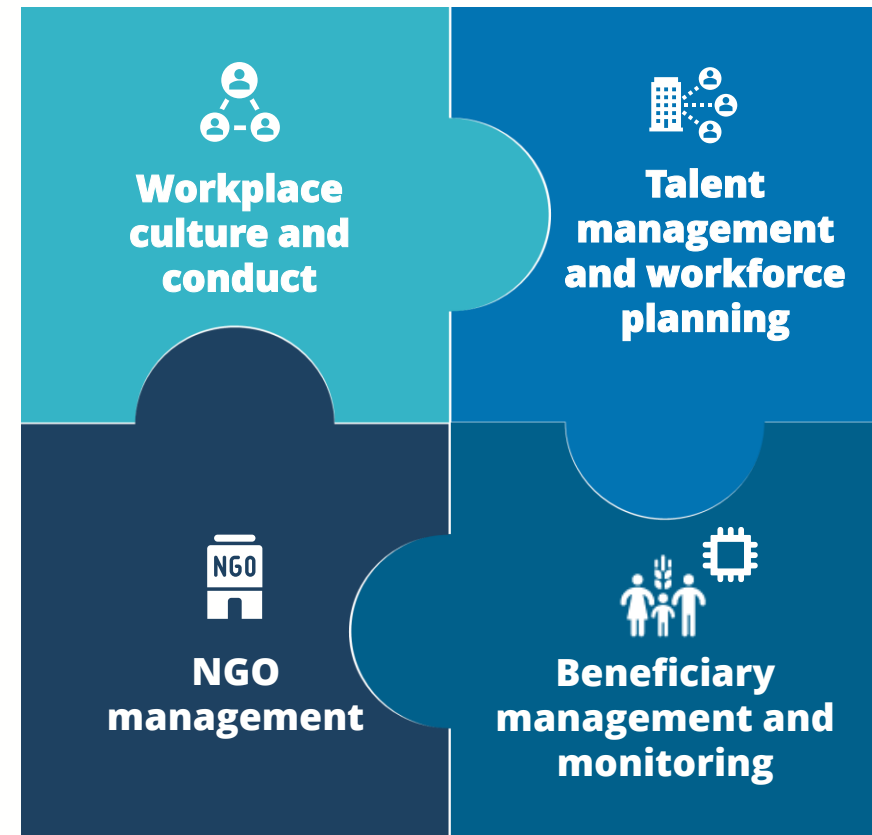 Workplace
culture and
conduct
Talent
management
and workforce
planning
NGO
NGO
management
Beneficiary
management and
monitoring